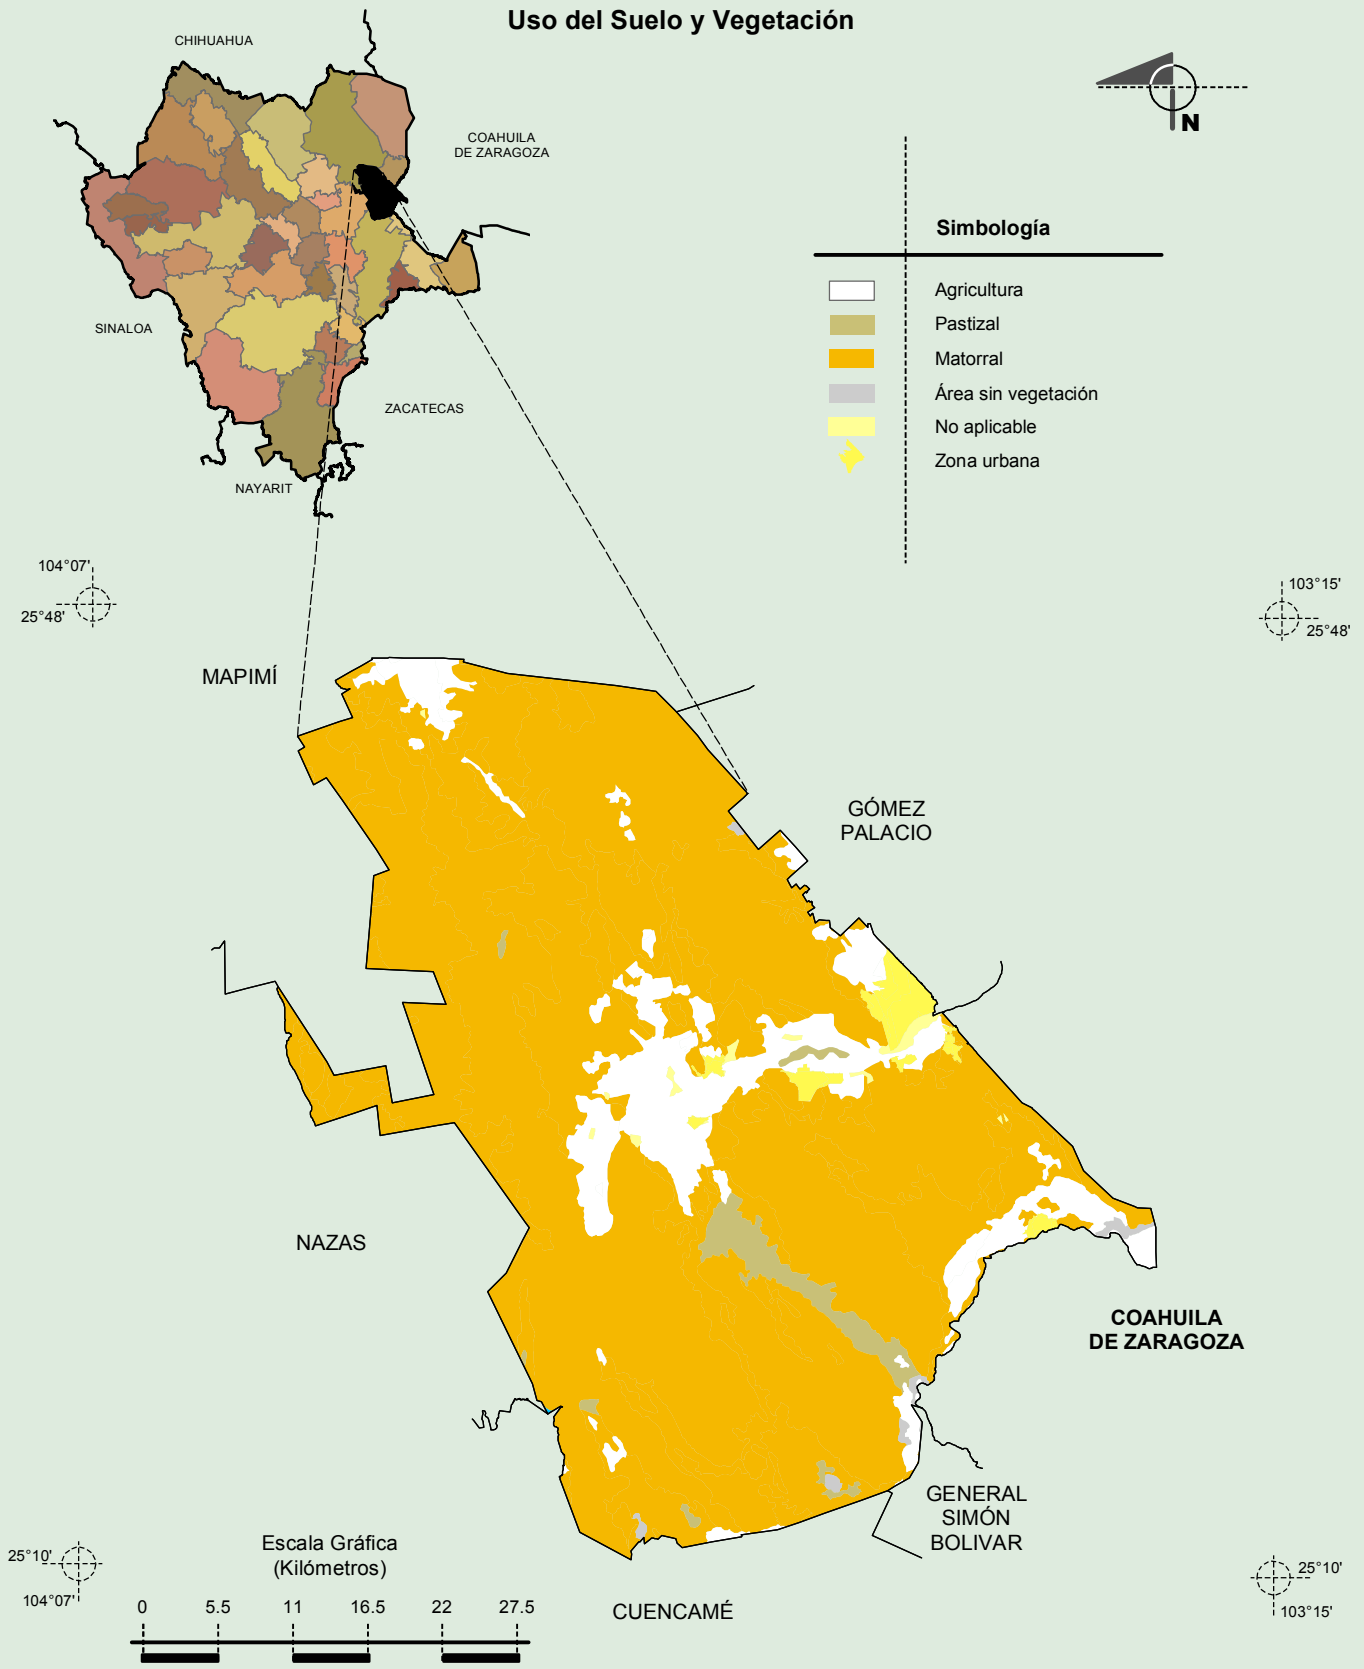 Uso del Suelo y Vegetación
CHIHUAHUA
COAHUILA
DE ZARAGOZA
SINALOA
ZACATECAS
NAYARIT
N
Simbología
Agricultura
Pastizal
Matorral
Área sin vegetación
No aplicable
Zona urbana
104°07'
25°48'
103°15'
25°48'
MAPIMÍ
GÓMEZ
PALACIO
NAZAS
COAHUILA
DE ZARAGOZA
GENERAL
SIMÓN
BOLIVAR
CUENCAMÉ
25°10'
104°07'
25°10'
103°15'
Escala Gráfica
(Kilómetros)
0 5.5 11 16.5 22 27.5